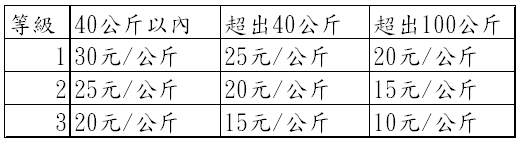 等級 40公斤以內 超出40公斤 超出100公斤
1 30元/公斤 25元/公斤 20元/公斤
2 25元/公斤 20元/公斤 15元/公斤
3 20元/公斤 15元/公斤 10元/公斤